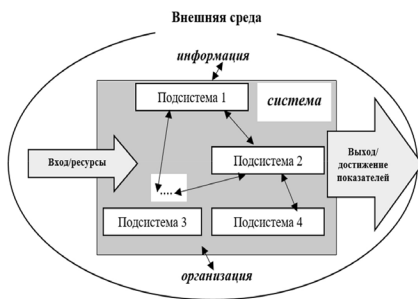 Внешняя среда
информация
Подсистема 1
система
Вход/ресурсы
Подсистема 2
Выход/
достижение
показателей
.....
Подсистема 3
Подсистема 4
организация